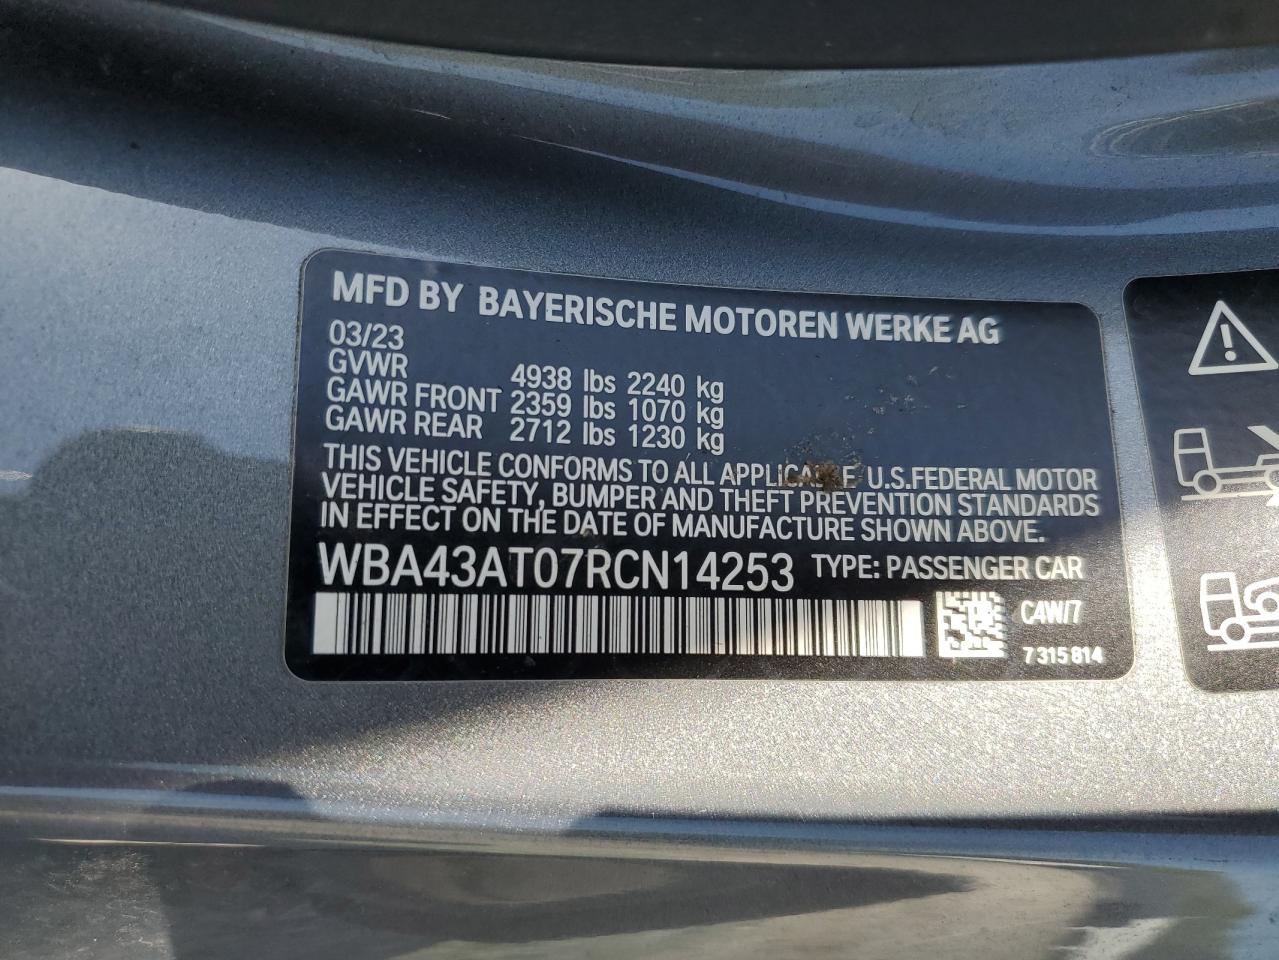 MFD BY BAYERISCHE MOTOREN WERKE AG
03/23
GVWR 4938 lbs 2240 kg
GAWR FRONT 2359 lbs 1070 kg
GAWR REAR 2712 lbs 1230 kg
THIS VEHICLE CONFORMS TO ALL APPLICABLE U.S.FEDERAL MOTOR
VEHICLE SAFETY, BUMPER AND THEFT PREVENTION STANDARDS
IN EFFECT ON THE DATE OF MANUFACTURE SHOWN ABOVE.
WBA43AT07RCN14253 TYPE: PASSENGER CAR
C4W/7
7 315 814